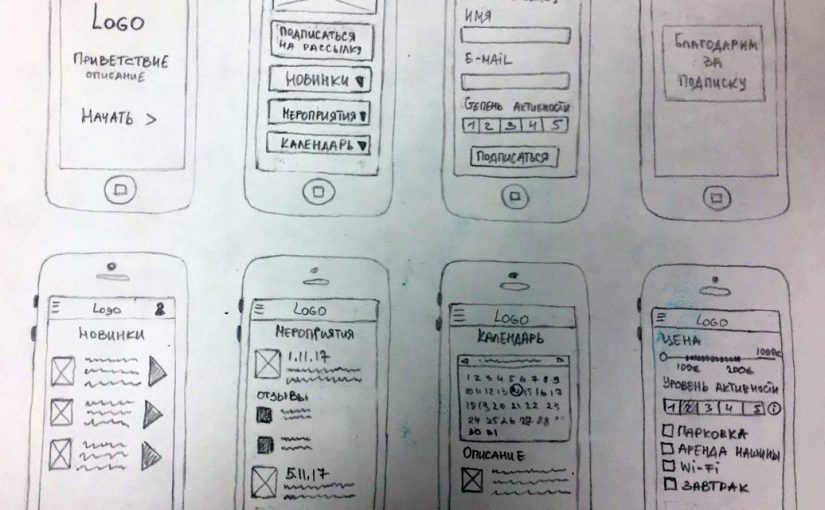 LOGO
ПРИВЕТСТВИЕ
ОПИСАНИЕ
НАЧАТЬ >
ПОДПИСАТЬСЯ
НА РАССЫЛКУ
НОВИНКИ
МЕРОПРИЯТИЯ
КАЛЕНДАРЬ
ИМЯ
E-MAIL
СТЕПЕНЬ АКТИВНОСТИ
1 2 3 4 5
ПОДПИСАТЬСЯ
БЛАГОДАРИМ
ЗА
ПОДПИСКУ
LOGO
НОВИНКИ
LOGO
МЕРОПРИЯТИЯ
1.11.17
ОТЗЫВЫ
5.11.17
LOGO
КАЛЕНДАРЬ
1 2 3 4 5 6 7 8 9
10 11 12 13 14 15 16 17
18 19 20 21 22 23
24 25 26 27 28
30 31
ОПИСАНИЕ
LOGO
ЦЕНА
1000€
100€ 200€
УРОВЕНЬ АКТИВНОСТИ
1 2 3 4 5 i
ПАРКОВКА
АРЕНДА МАШИНЫ
Wi-Fi
ЗАВТРАК